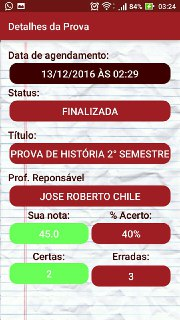 84% 03:24
Detalhes da Prova
Data de agendamento:
13/12/2016 ÀS 02:29
Status:
FINALIZADA
Título:
PROVA DE HISTÓRIA 2° SEMESTRE
Prof. Reponsável
JOSE ROBERTO CHILE
Sua nota: % Acerto:
45.0 40%
Certas: Erradas:
2 3